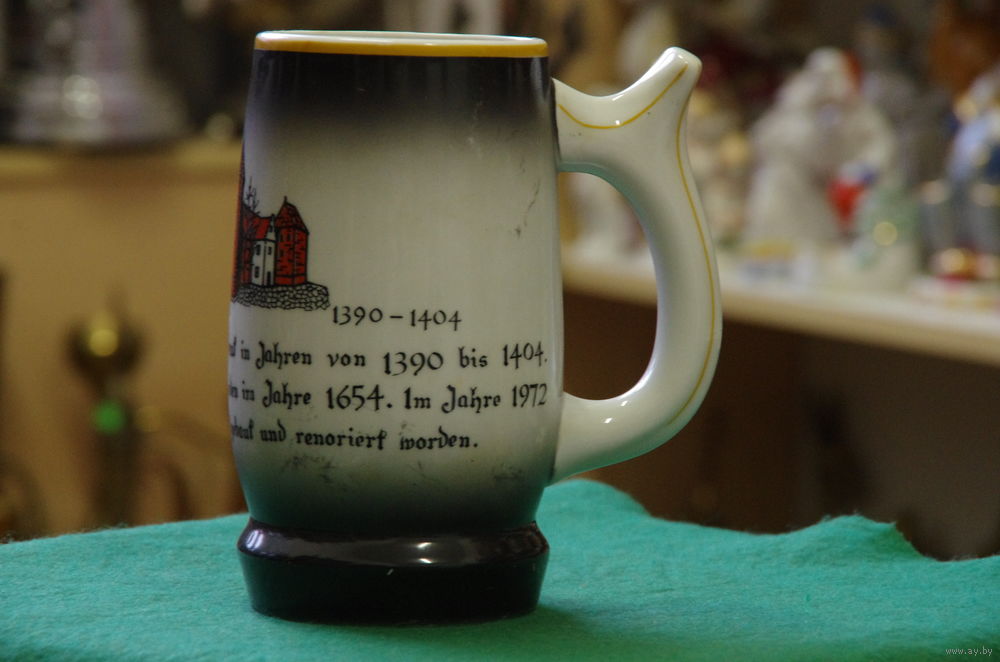 1390 – 1404
in Jahren von 1390 bis 1404.
im Jahre 1654. Im Jahre 1972
und renoriert worden.
www.ay.by